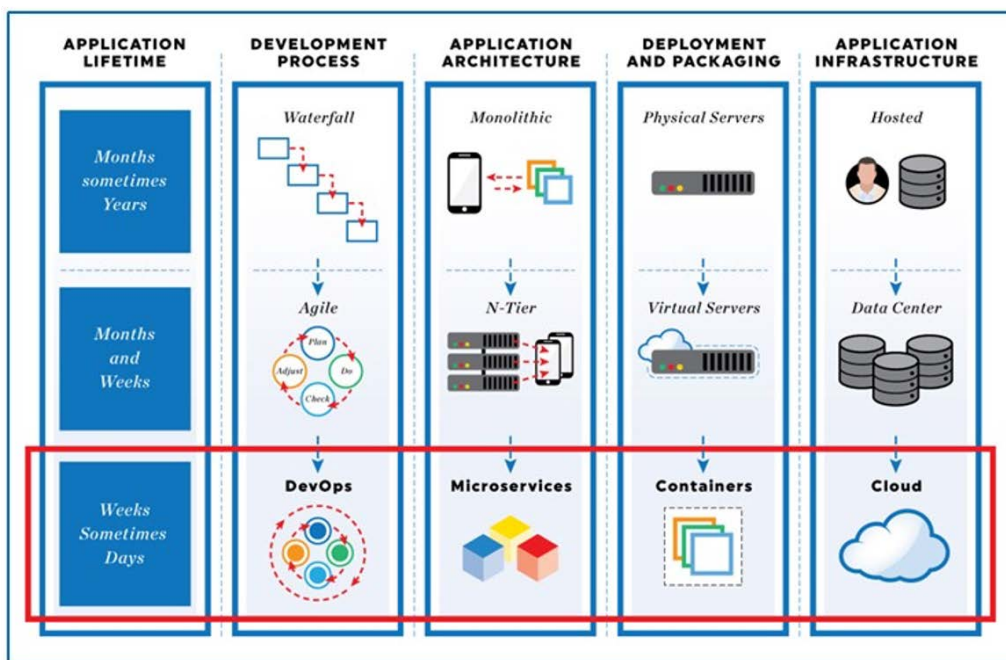 APPLICATION
LIFETIME
DEVELOPMENT
PROCESS
APPLICATION
ARCHITECTURE
DEPLOYMENT
AND PACKAGING
APPLICATION
INFRASTRUCTURE
Months
sometimes
Years
Waterfall
Monolithic
Physical Servers
Hosted
Months
and
Weeks
Agile
Plan
Adjust
Do
Check
N-Tier
Virtual Servers
Data Center
Weeks
Sometimes
Days
DevOps
Microservices
Containers
Cloud